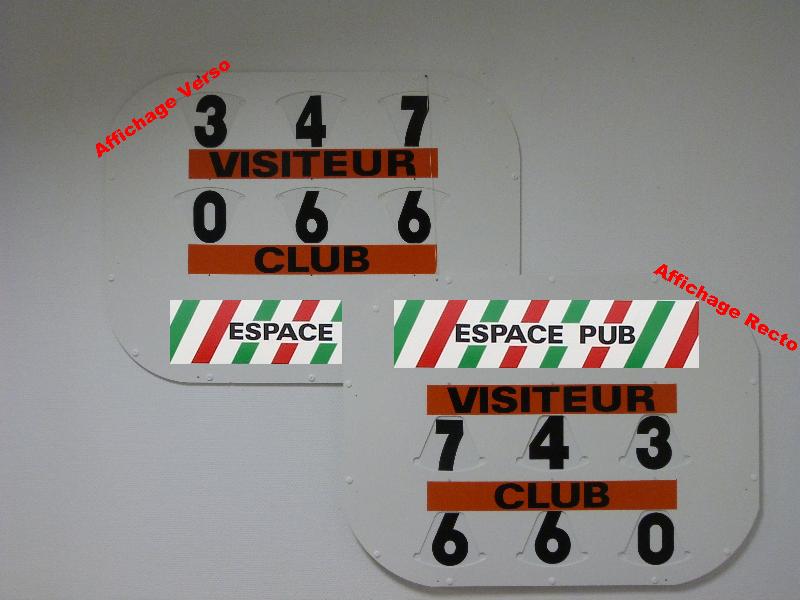 Affichage Verso
3 4 7
VISITEUR
0 6 6
CLUB
ESPACE
Affichage Recto
ESPACE PUB
VISITEUR
7 4 3
CLUB
6 6 0